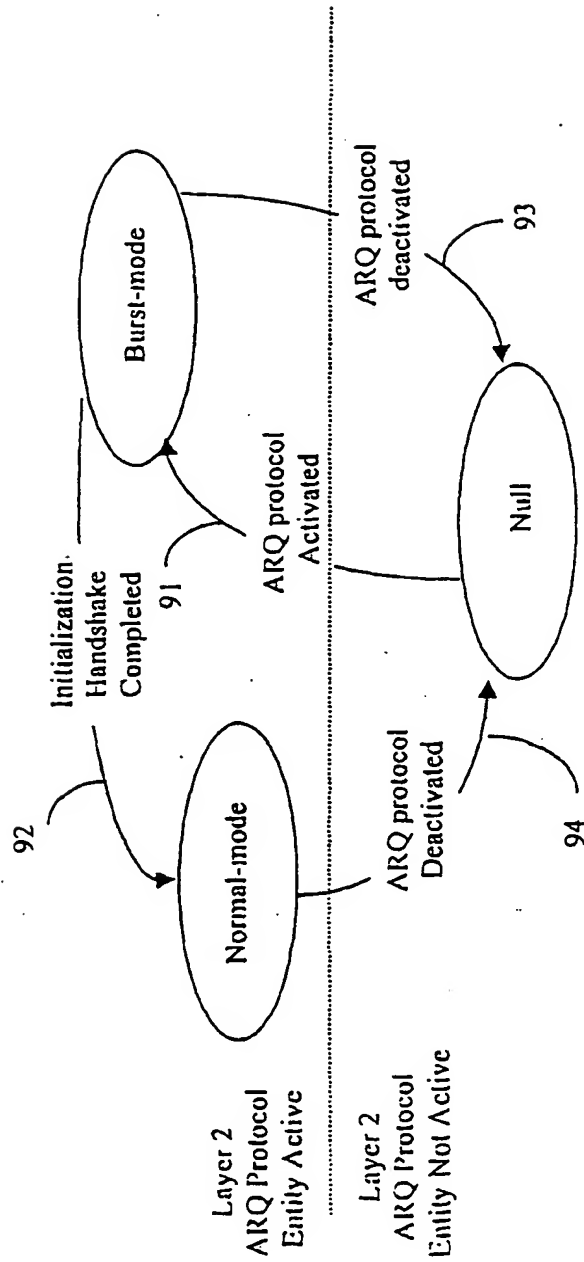 92
Initialization.
Handshake
Completed
91
Burst-mode
Normal-mode
ARQ protocol
Activated
Layer 2
ARQ Protocol
Entity Active
Layer 2
ARQ Protocol
Entity Not Active
ARQ protocol
Deactivated
94
Null
ARQ protocol
deactivated
93